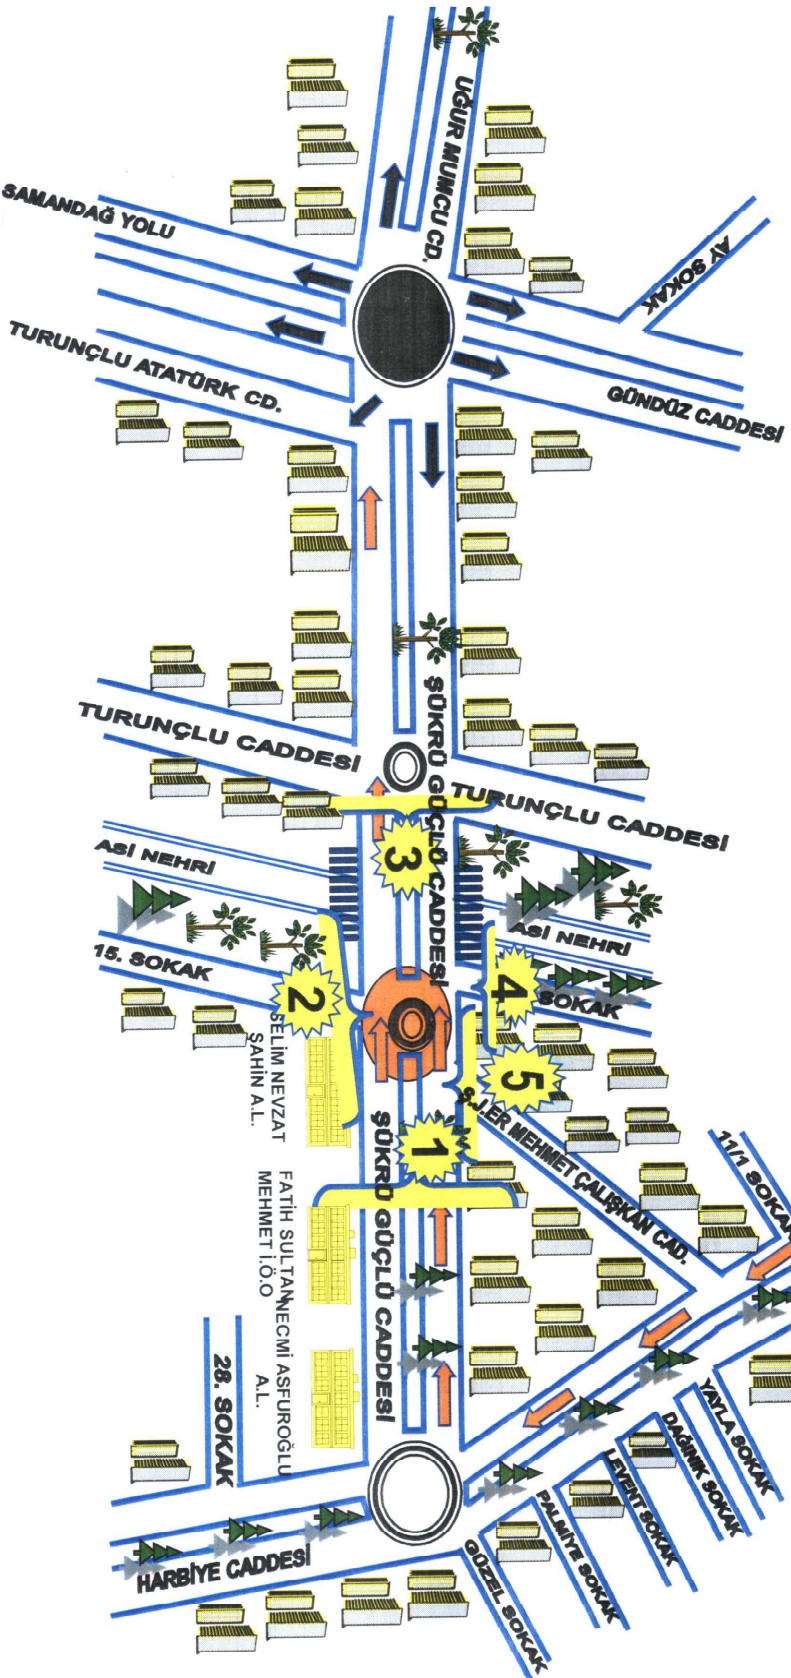 UĞUR MUMCU CD.
SAMANDAĞ YOLU
AY SOKAK
TURUNÇLU ATATÜRK CD.
GÜNDÜZ CADDESİ
ŞÜKRÜ GÜÇLÜ CADDESİ
TURUNÇLU CADDESİ
TURUNÇLU CADDESİ
3
ASİ NEHRİ
ASİ NEHRİ
15. SOKAK
2
4
SOKAK
5
SELİM NEVZAT
ŞAHİN A.L.
1
Ş.J.ER MEHMET ÇALIŞKAN CAD.
11/1 SOKAK
ŞÜKRÜ GÜÇLÜ CADDESİ
FATİH SULTAN
MEHMET İ.Ö.O
NECMİ ASFUROĞLU
A.L.
28. SOKAK
YAYLA SOKAK
DAĞINIK SOKAK
LEVENT SOKAK
PALMİYE SOKAK
GÜZEL SOKAK
HARBİYE CADDESİ